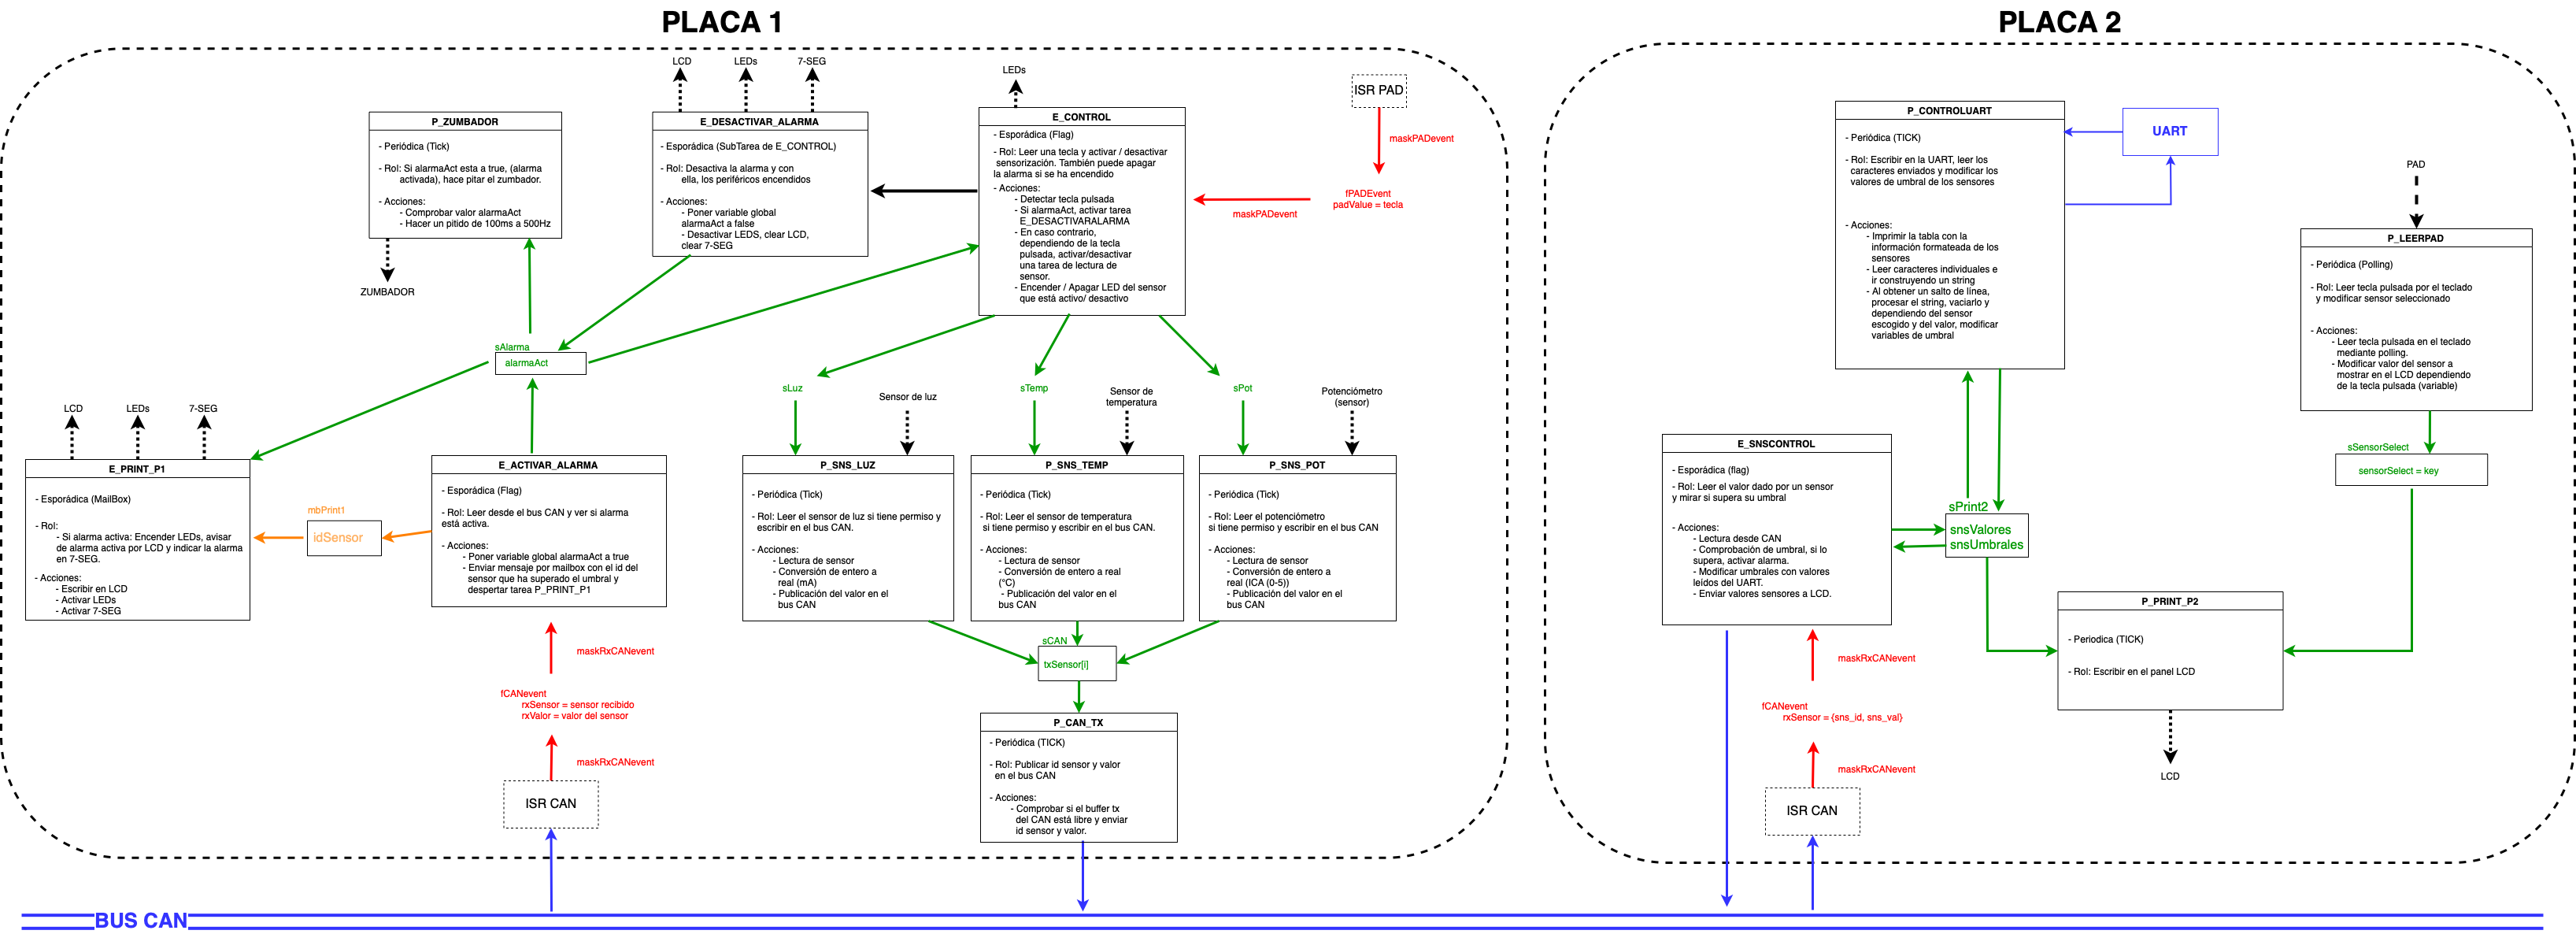 PLACA 1
LCD
LEDs
7-SEG
P_ZUMBADOR
- Periódica (Tick)
- Rol: Si alarmaAct esta a true, (alarma
activada), hace pitar el zumbador.
- Acciones:
- Comprobar valor alarmaAct
- Hacer un pitido de 100ms a 500Hz
ZUMBADOR
E_DESACTIVAR_ALARMA
- Esporádica (SubTarea de E_CONTROL)
- Rol: Desactiva la alarma y con
ella, los periféricos encendidos
- Acciones:
- Poner variable global
alarmaAct a false
- Desactivar LEDS, clear LCD,
clear 7-SEG
LEDs
E_CONTROL
- Esporádica (Flag)
- Rol: Leer una tecla y activar / desactivar
sensorización. También puede apagar
la alarma si se ha encendido
- Acciones:
- Detectar tecla pulsada
- Si alarmaAct, activar tarea
E_DESACTIVARALARMA
- En caso contrario,
dependiendo de la tecla
pulsada, activar/desactivar
una tarea de lectura de
sensor.
- Encender / Apagar LED del sensor
que está activo/ desactivo
ISR PAD
maskPADevent
fPADEvent
padValue = tecla
maskPADevent
sAlarma
alarmaAct
sLuz
Sensor de luz
sTemp
Sensor de
temperatura
sPot
Potenciómetro
(sensor)
LCD
LEDs
7-SEG
E_PRINT_P1
- Esporádica (MailBox)
- Rol:
- Si alarma activa: Encender LEDs, avisar
de alarma activa por LCD y indicar la alarma
en 7-SEG.
- Acciones:
- Escribir en LCD
- Activar LEDs
- Activar 7-SEG
mbPrint1
idSensor
E_ACTIVAR_ALARMA
- Esporádica (Flag)
- Rol: Leer desde el bus CAN y ver si alarma
está activa.
- Acciones:
- Poner variable global alarmaAct a true
- Enviar mensaje por mailbox con el id del
sensor que ha superado el umbral y
despertar tarea P_PRINT_P1
P_SNS_LUZ
- Periódica (Tick)
- Rol: Leer el sensor de luz si tiene permiso y
escribir en el bus CAN.
- Acciones:
- Lectura de sensor
- Conversión de entero a
real (mA)
- Publicación del valor en el
bus CAN
P_SNS_TEMP
- Periódica (Tick)
- Rol: Leer el sensor de temperatura
si tiene permiso y escribir en el bus CAN.
- Acciones:
- Lectura de sensor
- Conversión de entero a real
(°C)
- Publicación del valor en el
bus CAN
P_SNS_POT
- Periódica (Tick)
- Rol: Leer el potenciómetro
si tiene permiso y escribir en el bus CAN
- Acciones:
- Lectura de sensor
- Conversión de entero a
real (ICA (0-5))
- Publicación del valor en el
bus CAN
sCAN
txSensor[i]
P_CAN_TX
- Periódica (TICK)
- Rol: Publicar id sensor y valor
en el bus CAN
- Acciones:
- Comprobar si el buffer tx
del CAN está libre y enviar
id sensor y valor.
maskRxCANevent
fCANevent
rxSensor = sensor recibido
rxValor = valor del sensor
maskRxCANevent
ISR CAN
PLACA 2
P_CONTROLUART
- Periódica (TICK)
- Rol: Escribir en la UART, leer los
caracteres enviados y modificar los
valores de umbral de los sensores
- Acciones:
- Imprimir la tabla con la
información formateada de los
sensores
- Leer caracteres individuales e
ir construyendo un string
- Al obtener un salto de línea,
procesar el string, vaciarlo y
dependiendo del sensor
escogido y del valor, modificar
variables de umbral
UART
PAD
P_LEERPAD
- Periódica (Polling)
- Rol: Leer tecla pulsada por el teclado
y modificar sensor seleccionado
- Acciones:
- Leer tecla pulsada en el teclado
mediante polling.
- Modificar valor del sensor a
mostrar en el LCD dependiendo
de la tecla pulsada (variable)
sSensorSelect
sensorSelect = key
E_SNSCONTROL
- Esporádica (flag)
- Rol: Leer el valor dado por un sensor
y mirar si supera su umbral
- Acciones:
- Lectura desde CAN
- Comprobación de umbral, si lo
supera, activar alarma.
- Modificar umbrales con valores
leídos del UART.
- Enviar valores sensores a LCD.
sPrint2
snsValores
snsUmbrales
P_PRINT_P2
- Periodica (TICK)
- Rol: Escribir en el panel LCD
LCD
maskRxCANevent
fCANevent
rxSensor = {sns_id, sns_val}
maskRxCANevent
ISR CAN
BUS CAN